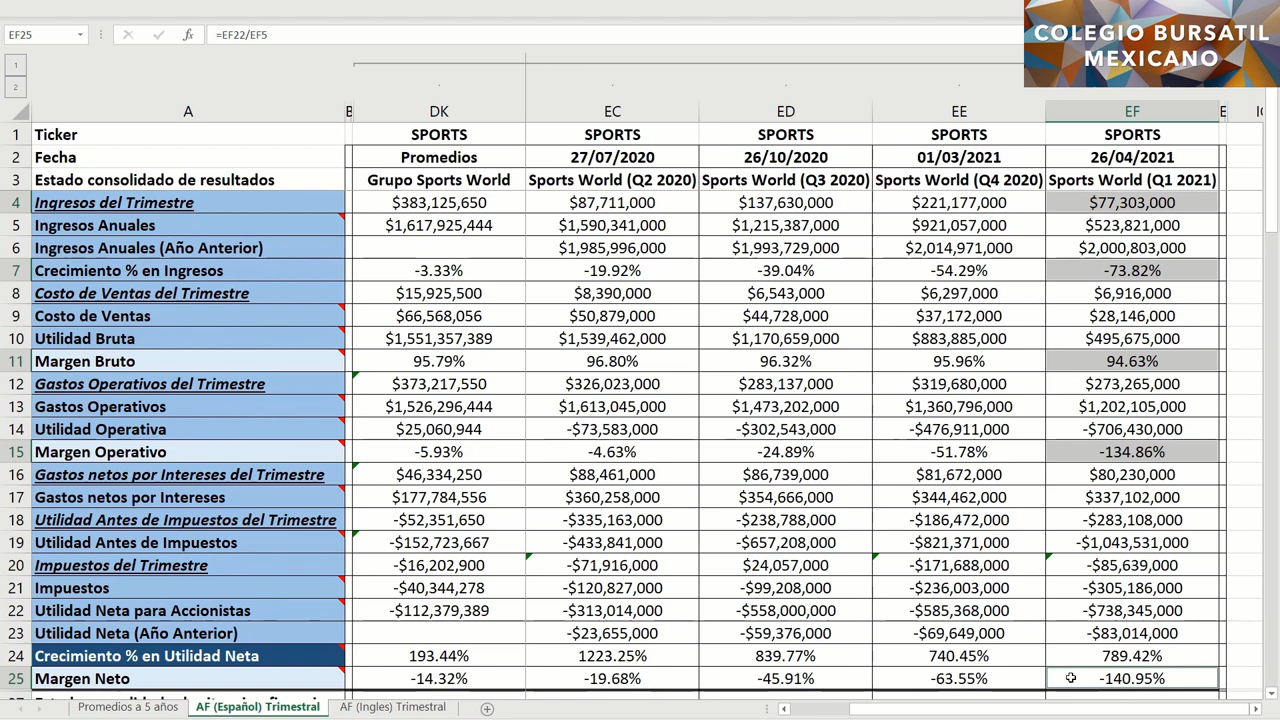 COLEGIO BURSATIL
MEXICANO
EF25 =EF22/EF5
1
2
A B DK EC ED EE EF
1 Ticker SPORTS SPORTS SPORTS SPORTS SPORTS
2 Fecha Promedios 27/07/2020 26/10/2020 01/03/2021 26/04/2021
3 Estado consolidado de resultados Grupo Sports World Sports World (Q2 2020) Sports World (Q3 2020) Sports World (Q4 2020) Sports World (Q1 2021)
4 Ingresos del Trimestre $383,125,650 $87,711,000 $137,630,000 $221,177,000 $77,303,000
5 Ingresos Anuales $1,617,925,444 $1,590,341,000 $1,215,387,000 $921,057,000 $523,821,000
6 Ingresos Anuales (Año Anterior) $1,985,996,000 $1,993,729,000 $2,014,971,000 $2,000,803,000
7 Crecimiento % en Ingresos -3.33% -19.92% -39.04% -54.29% -73.82%
8 Costo de Ventas del Trimestre $15,925,500 $8,390,000 $6,543,000 $6,297,000 $6,916,000
9 Costo de Ventas $66,568,056 $50,879,000 $44,728,000 $37,172,000 $28,146,000
10 Utilidad Bruta $1,551,357,389 $1,539,462,000 $1,170,659,000 $883,885,000 $495,675,000
11 Margen Bruto 95.79% 96.80% 96.32% 95.96% 94.63%
12 Gastos Operativos del Trimestre $373,217,550 $326,023,000 $283,137,000 $319,680,000 $273,265,000
13 Gastos Operativos $1,526,296,444 $1,613,045,000 $1,473,202,000 $1,360,796,000 $1,202,105,000
14 Utilidad Operativa $25,060,944 -$73,583,000 -$302,543,000 -$476,911,000 -$706,430,000
15 Margen Operativo -5.93% -4.63% -24.89% -51.78% -134.86%
16 Gastos netos por Intereses del Trimestre $46,334,250 $88,461,000 $86,739,000 $81,672,000 $80,230,000
17 Gastos netos por Intereses $177,784,556 $360,258,000 $354,666,000 $344,462,000 $337,102,000
18 Utilidad Antes de Impuestos del Trimestre -$52,351,650 -$335,163,000 -$238,788,000 -$186,472,000 -$283,108,000
19 Utilidad Antes de Impuestos -$152,723,667 -$433,841,000 -$657,208,000 -$821,371,000 -$1,043,531,000
20 Impuestos del Trimestre -$16,202,900 -$71,916,000 $24,057,000 -$171,688,000 -$85,639,000
21 Impuestos -$40,344,278 -$120,827,000 -$99,208,000 -$236,003,000 -$305,186,000
22 Utilidad Neta para Accionistas -$112,379,389 -$313,014,000 -$558,000,000 -$585,368,000 -$738,345,000
23 Utilidad Neta (Año Anterior) -$23,655,000 -$59,376,000 -$69,649,000 -$83,014,000
24 Crecimiento % en Utilidad Neta 193.44% 1223.25% 839.77% 740.45% 789.42%
25 Margen Neto -14.32% -19.68% -45.91% -63.55% -140.95%
Promedios a 5 años AF (Español) Trimestral AF (Ingles) Trimestral